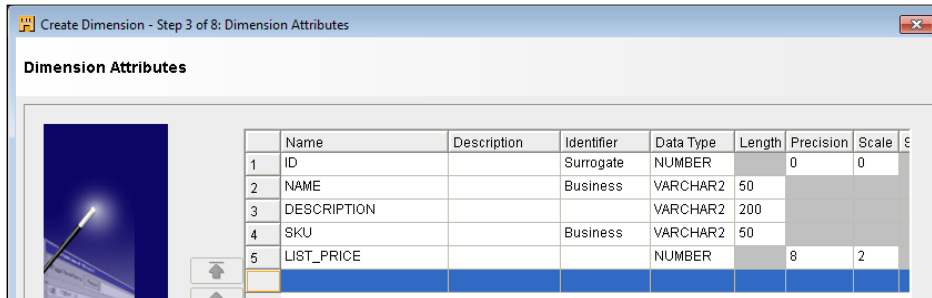 Create Dimension - Step 3 of 8: Dimension Attributes
Dimension Attributes
Name Description Identifier Data Type Length Precision Scale S
1 ID Surrogate NUMBER 0 0
2 NAME Business VARCHAR2 50
3 DESCRIPTION VARCHAR2 200
4 SKU Business VARCHAR2 50
5 LIST_PRICE NUMBER 8 2